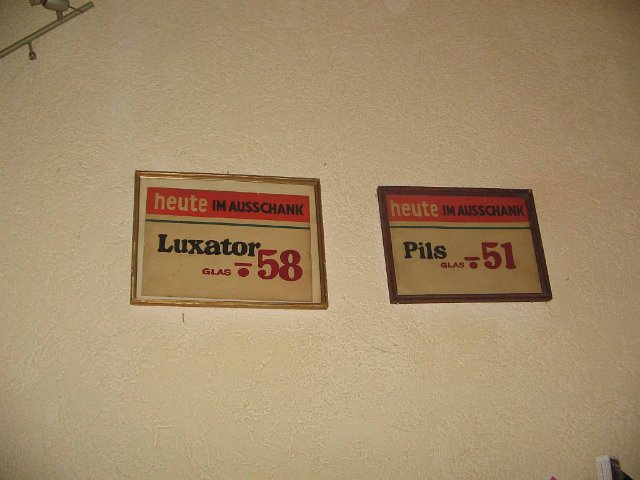 heute IM AUSSCHANK
Luxator
GLAS -.58
heute IM AUSSCHANK
Pils
GLAS -.51